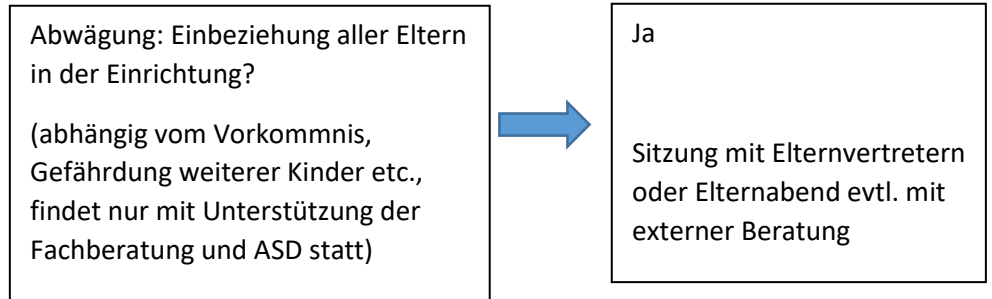 Abwägung: Einbeziehung aller Eltern
in der Einrichtung?
(abhängig vom Vorkommnis,
Gefährdung weiterer Kinder etc.,
findet nur mit Unterstützung der
Fachberatung und ASD statt)
Ja
Sitzung mit Elternvertretern
oder Elternabend evtl. mit
externer Beratung